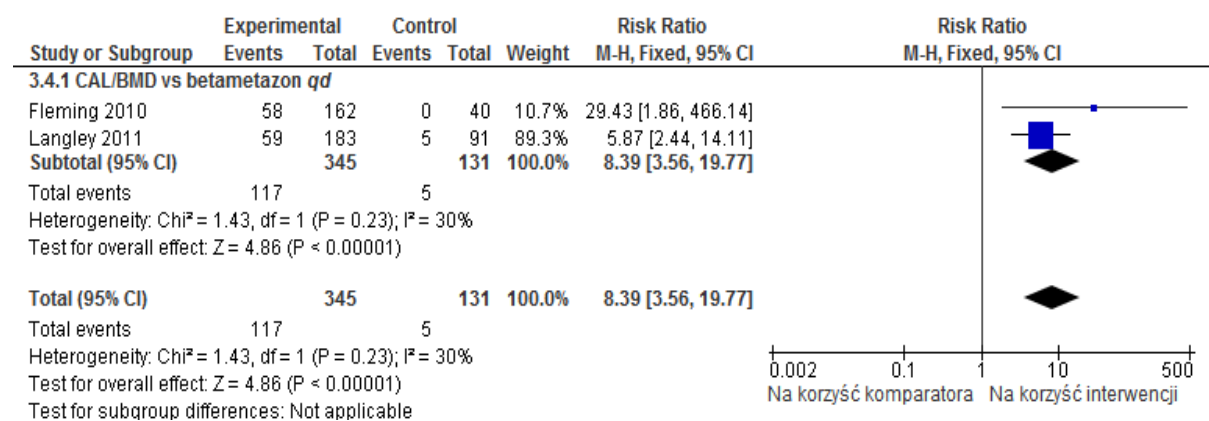 Experimental Control Risk Ratio Risk Ratio
Study or Subgroup Events Total Events Total Weight M-H, Fixed, 95% CI M-H, Fixed, 95% CI
3.4.1 CAL/BMD vs betametazon qd
Fleming 2010 58 162 0 40 10.7% 29.43 [1.86, 466.14]
Langley 2011 59 183 5 91 89.3% 5.87 [2.44, 14.11]
Subtotal (95% CI) 345 131 100.0% 8.39 [3.56, 19.77]
Total events 117 5
Heterogeneity: Chi² = 1.43, df = 1 (P = 0.23); I² = 30%
Test for overall effect: Z = 4.86 (P < 0.00001)
Total (95% CI) 345 131 100.0% 8.39 [3.56, 19.77]
Total events 117 5
Heterogeneity: Chi² = 1.43, df = 1 (P = 0.23); I² = 30%
Test for overall effect: Z = 4.86 (P < 0.00001)
Test for subgroup differences: Not applicable
0.002 0.1 1 10 500
Na korzyść komparatora Na korzyść interwencji